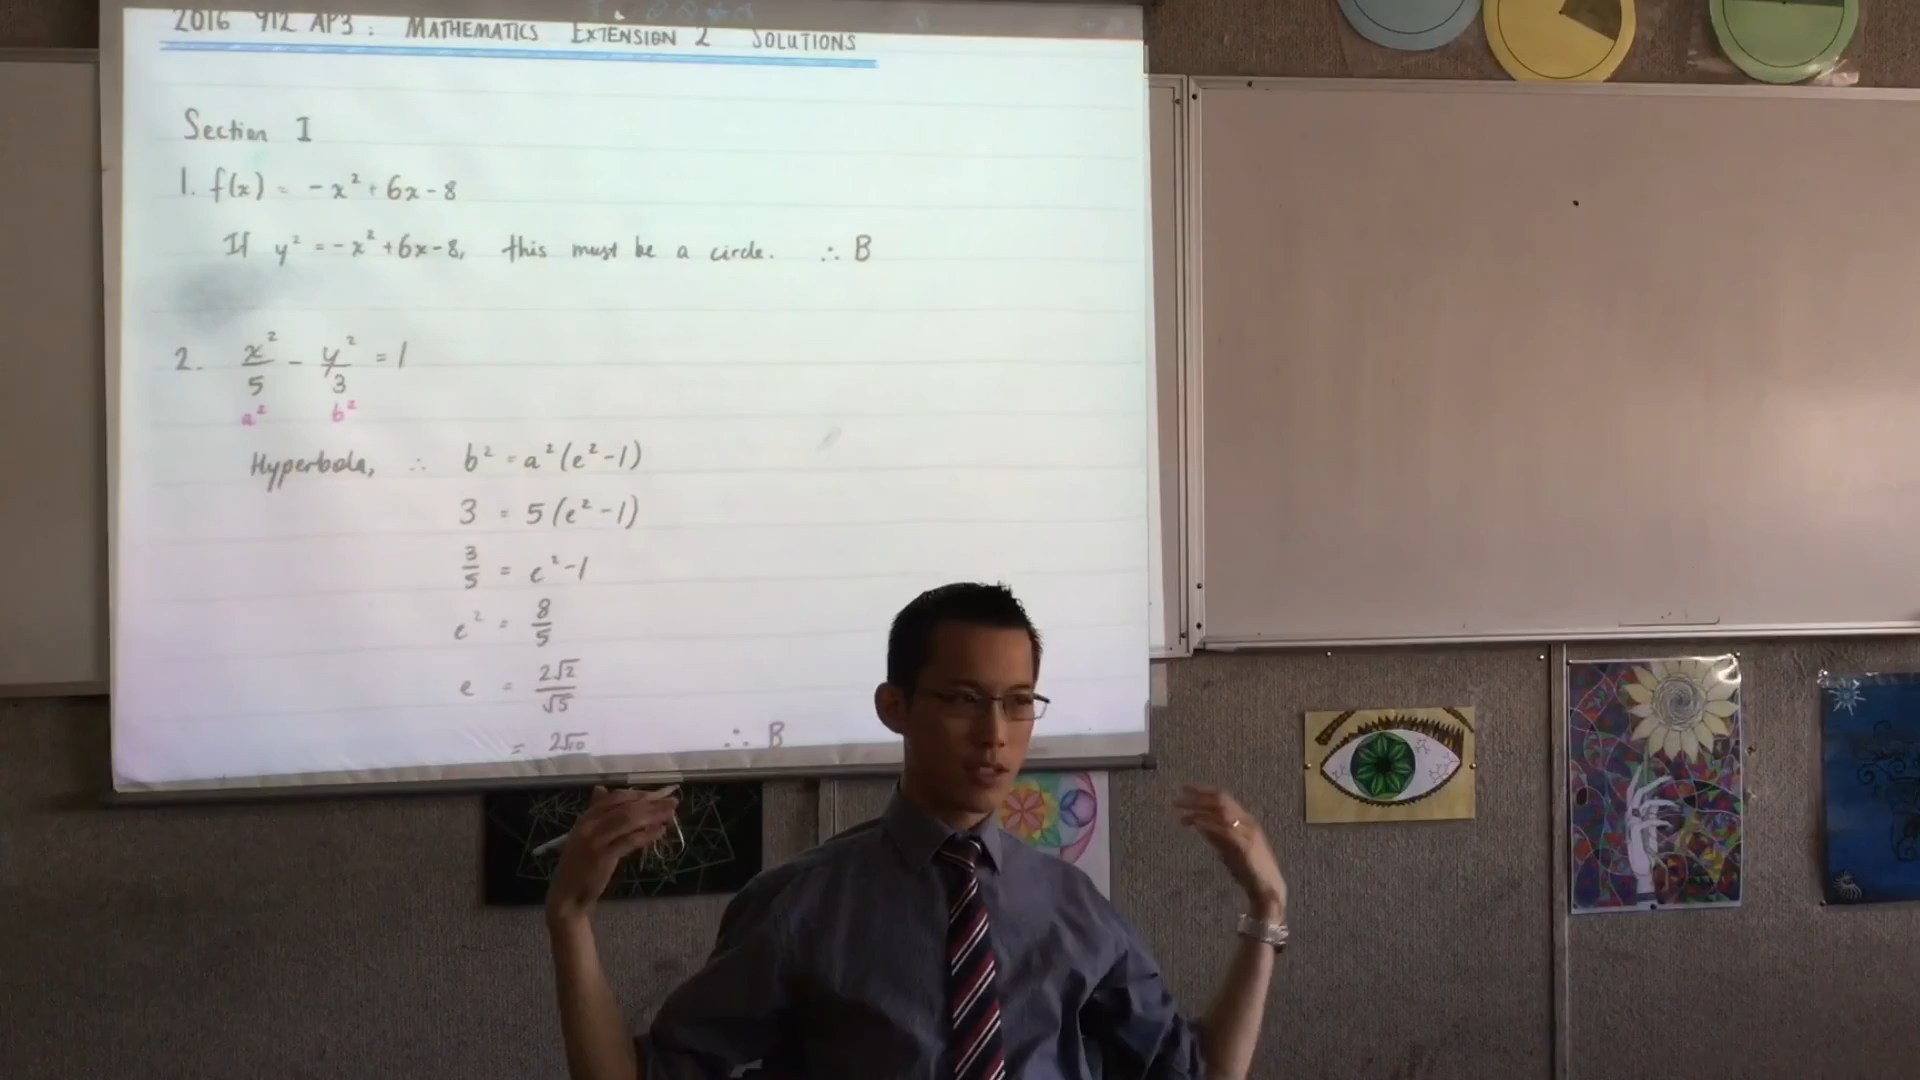 2016 Y12 AP3 : MATHEMATICS EXTENSION 2 SOLUTIONS
Section I
1. f(x) = -x² + 6x - 8
If y² = -x² + 6x - 8, this must be a circle. ∴ B
2. x²/5 - y²/3 = 1
a² b²
Hyperbola, ∴ b² = a²(e² - 1)
3 = 5(e² - 1)
3/5 = e² - 1
e² = 8/5
e = 2√2/√5
= 2√10 ∴ B